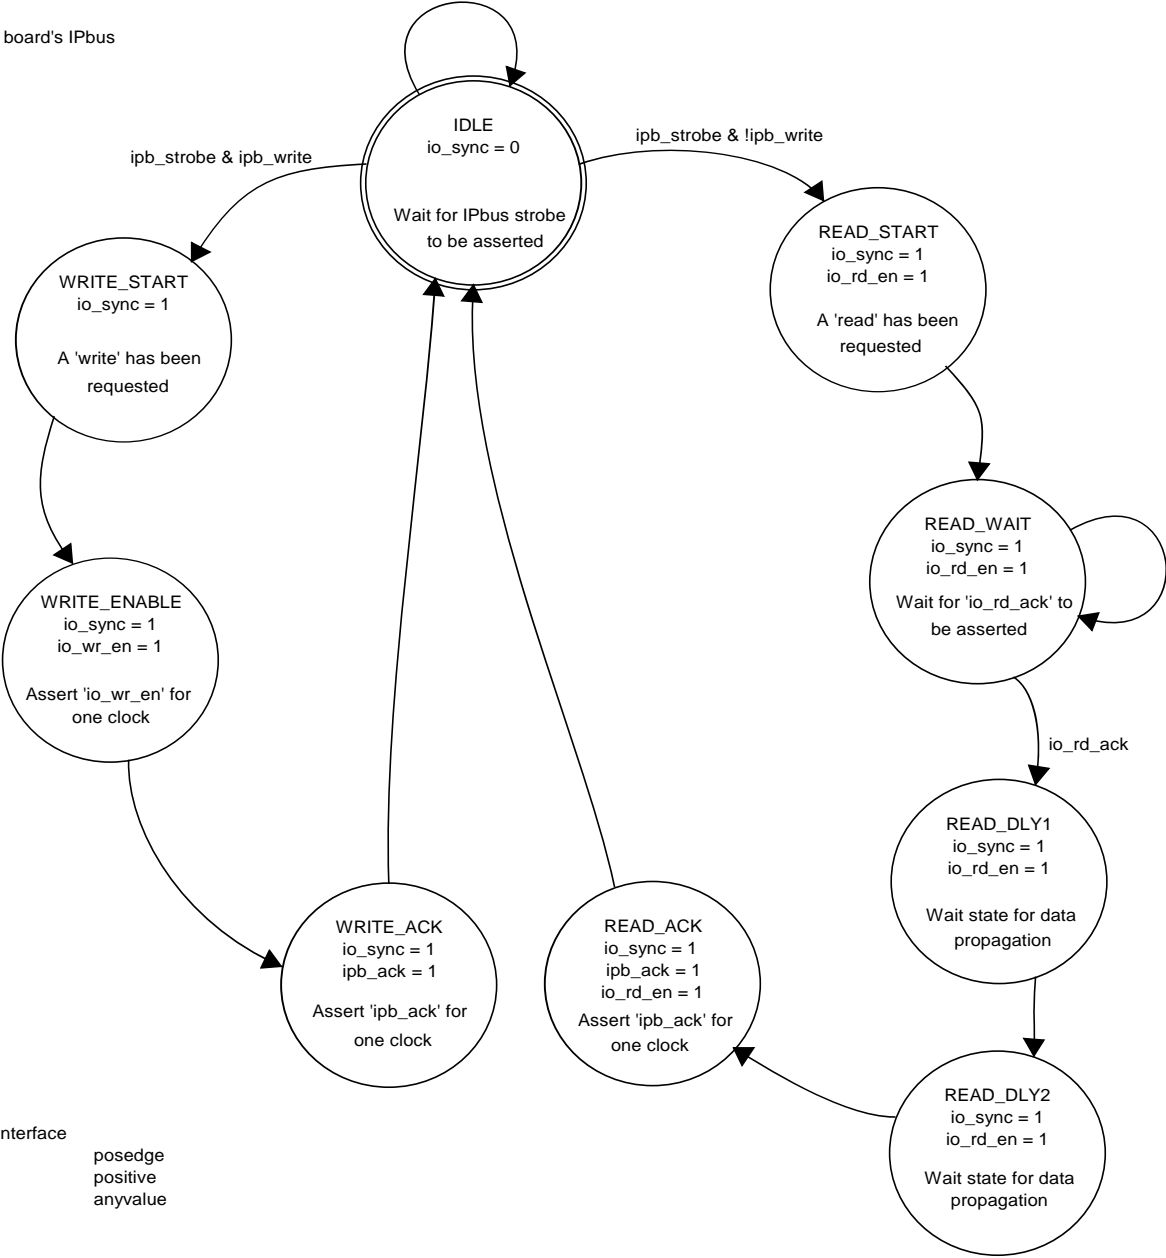 board's IPbus
IDLE
io_sync = 0
Wait for IPbus strobe
to be asserted
ipb_strobe & ipb_write
ipb_strobe & !ipb_write
WRITE_START
io_sync = 1
A 'write' has been
requested
READ_START
io_sync = 1
io_rd_en = 1
A 'read' has been
requested
WRITE_ENABLE
io_sync = 1
io_wr_en = 1
Assert 'io_wr_en' for
one clock
READ_WAIT
io_sync = 1
io_rd_en = 1
Wait for 'io_rd_ack' to
be asserted
io_rd_ack
READ_DLY1
io_sync = 1
io_rd_en = 1
Wait state for data
propagation
WRITE_ACK
io_sync = 1
ipb_ack = 1
Assert 'ipb_ack' for
one clock
READ_ACK
io_sync = 1
ipb_ack = 1
io_rd_en = 1
Assert 'ipb_ack' for
one clock
READ_DLY2
io_sync = 1
io_rd_en = 1
Wait state for data
propagation
nterface
posedge
positive
anyvalue